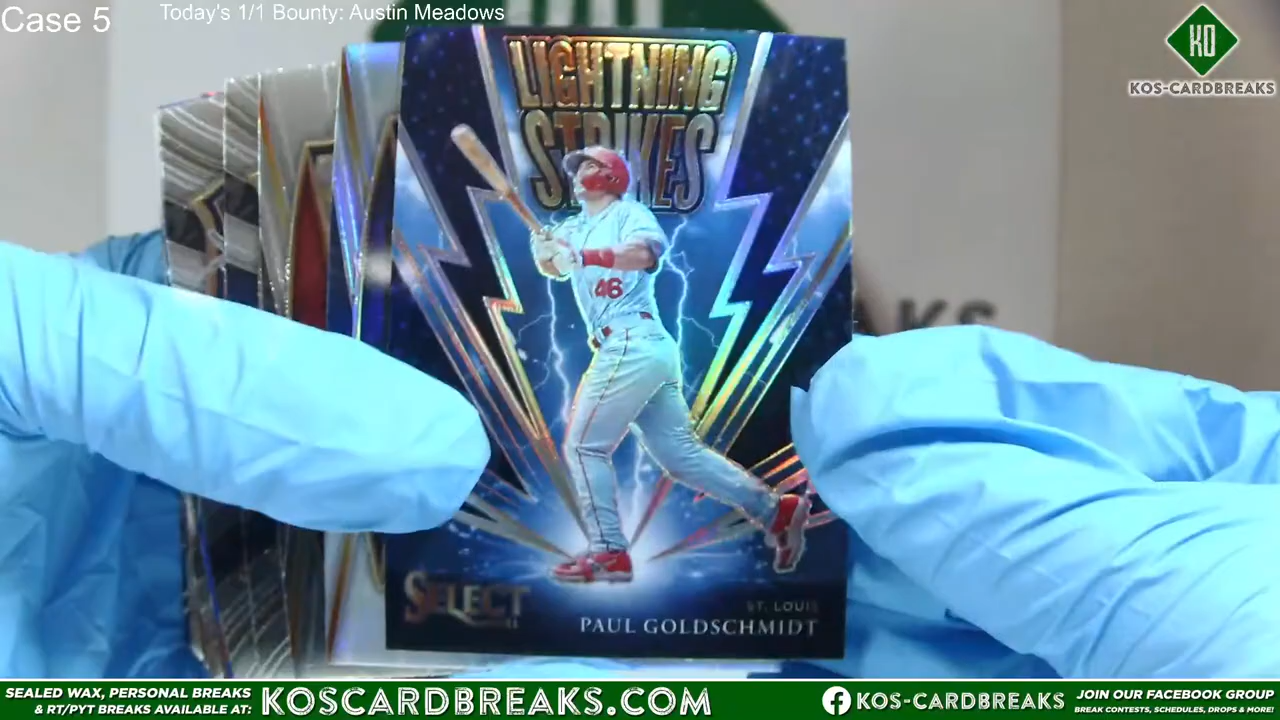 Case 5
Today's 1/1 Bounty: Austin Meadows
KO
KOS-CARDBREAKS
LIGHTNING
STRIKES
46
AKS
SELECT
ST. LOUIS
PAUL GOLDSCHMIDT
SEALED WAX, PERSONAL BREAKS
& RT/PYT BREAKS AVAILABLE AT:
KOSCARDBREAKS.COM
KOS-CARDBREAKS
JOIN OUR FACEBOOK GROUP
BREAK CONTESTS, SCHEDULES, DROPS & MORE!